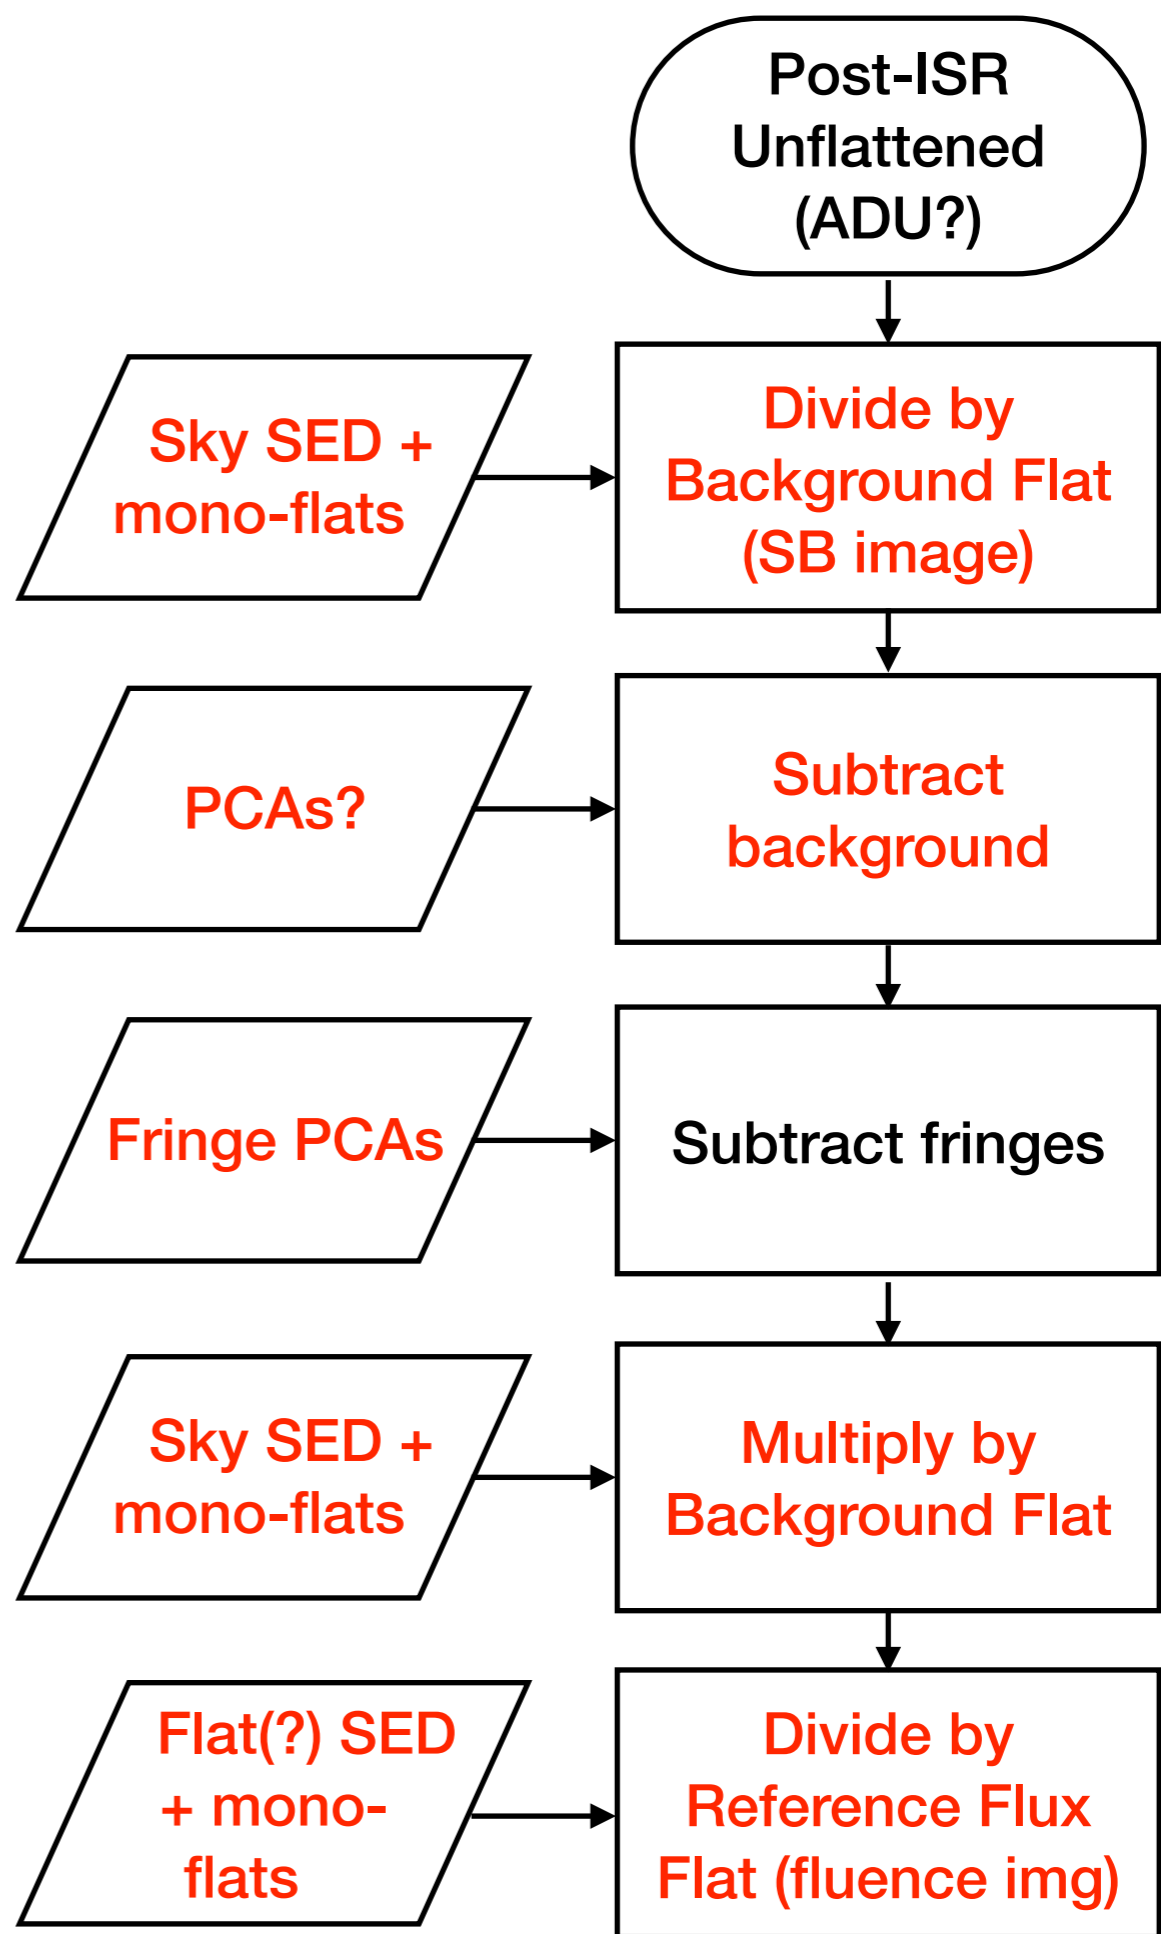 Post-ISR
Unflattened
(ADU?)
Sky SED +
mono-flats
Divide by
Background Flat
(SB image)
PCAs?
Subtract
background
Fringe PCAs
Subtract fringes
Sky SED +
mono-flats
Multiply by
Background Flat
Flat(?) SED
+ mono-
flats
Divide by
Reference Flux
Flat (fluence img)